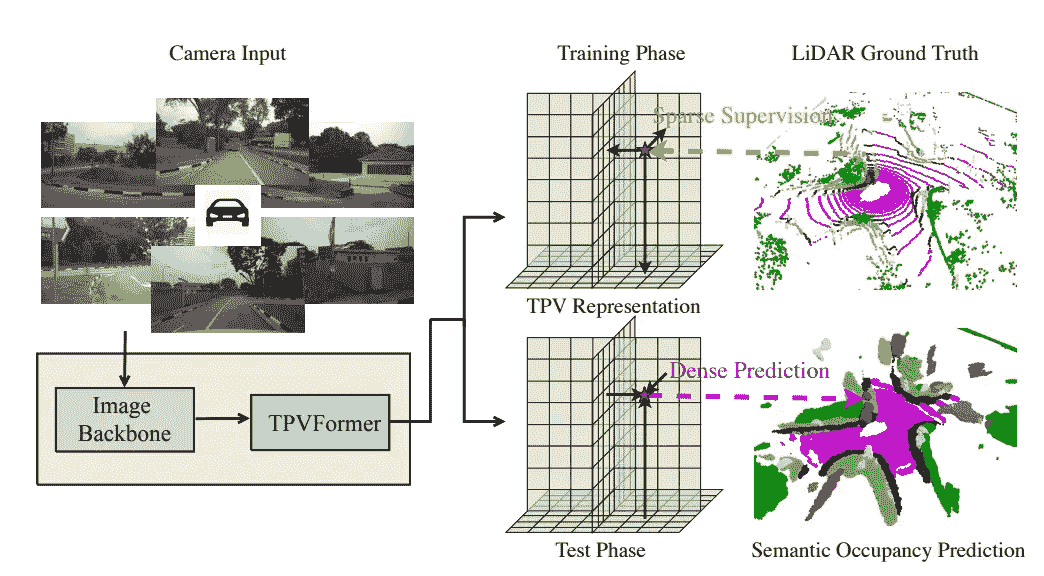 Camera Input
Training Phase
LiDAR Ground Truth
Sparse Supervision
TPV Representation
Image
Backbone
TPVFormer
Dense Prediction
Test Phase
Semantic Occupancy Prediction